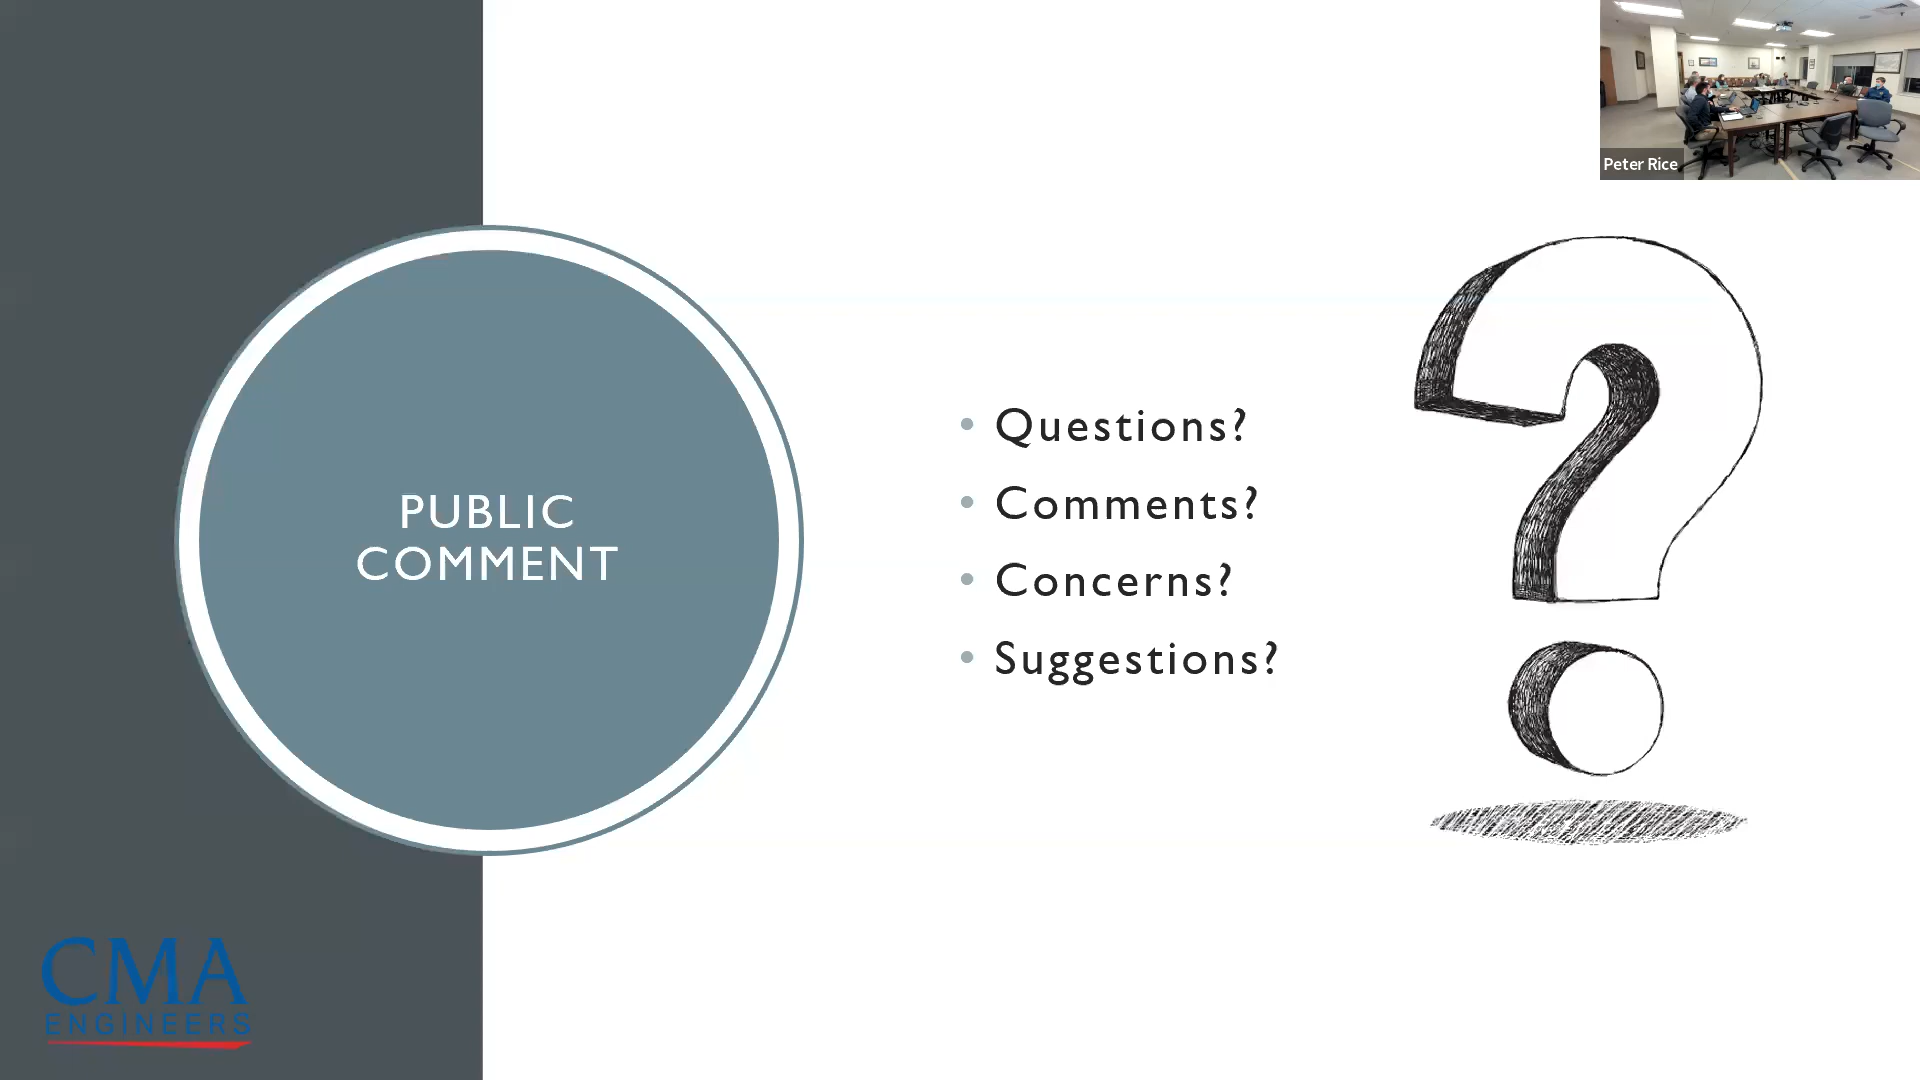 Peter Rice
PUBLIC
COMMENT
• Questions?
• Comments?
• Concerns?
• Suggestions?
CMA
ENGINEERS